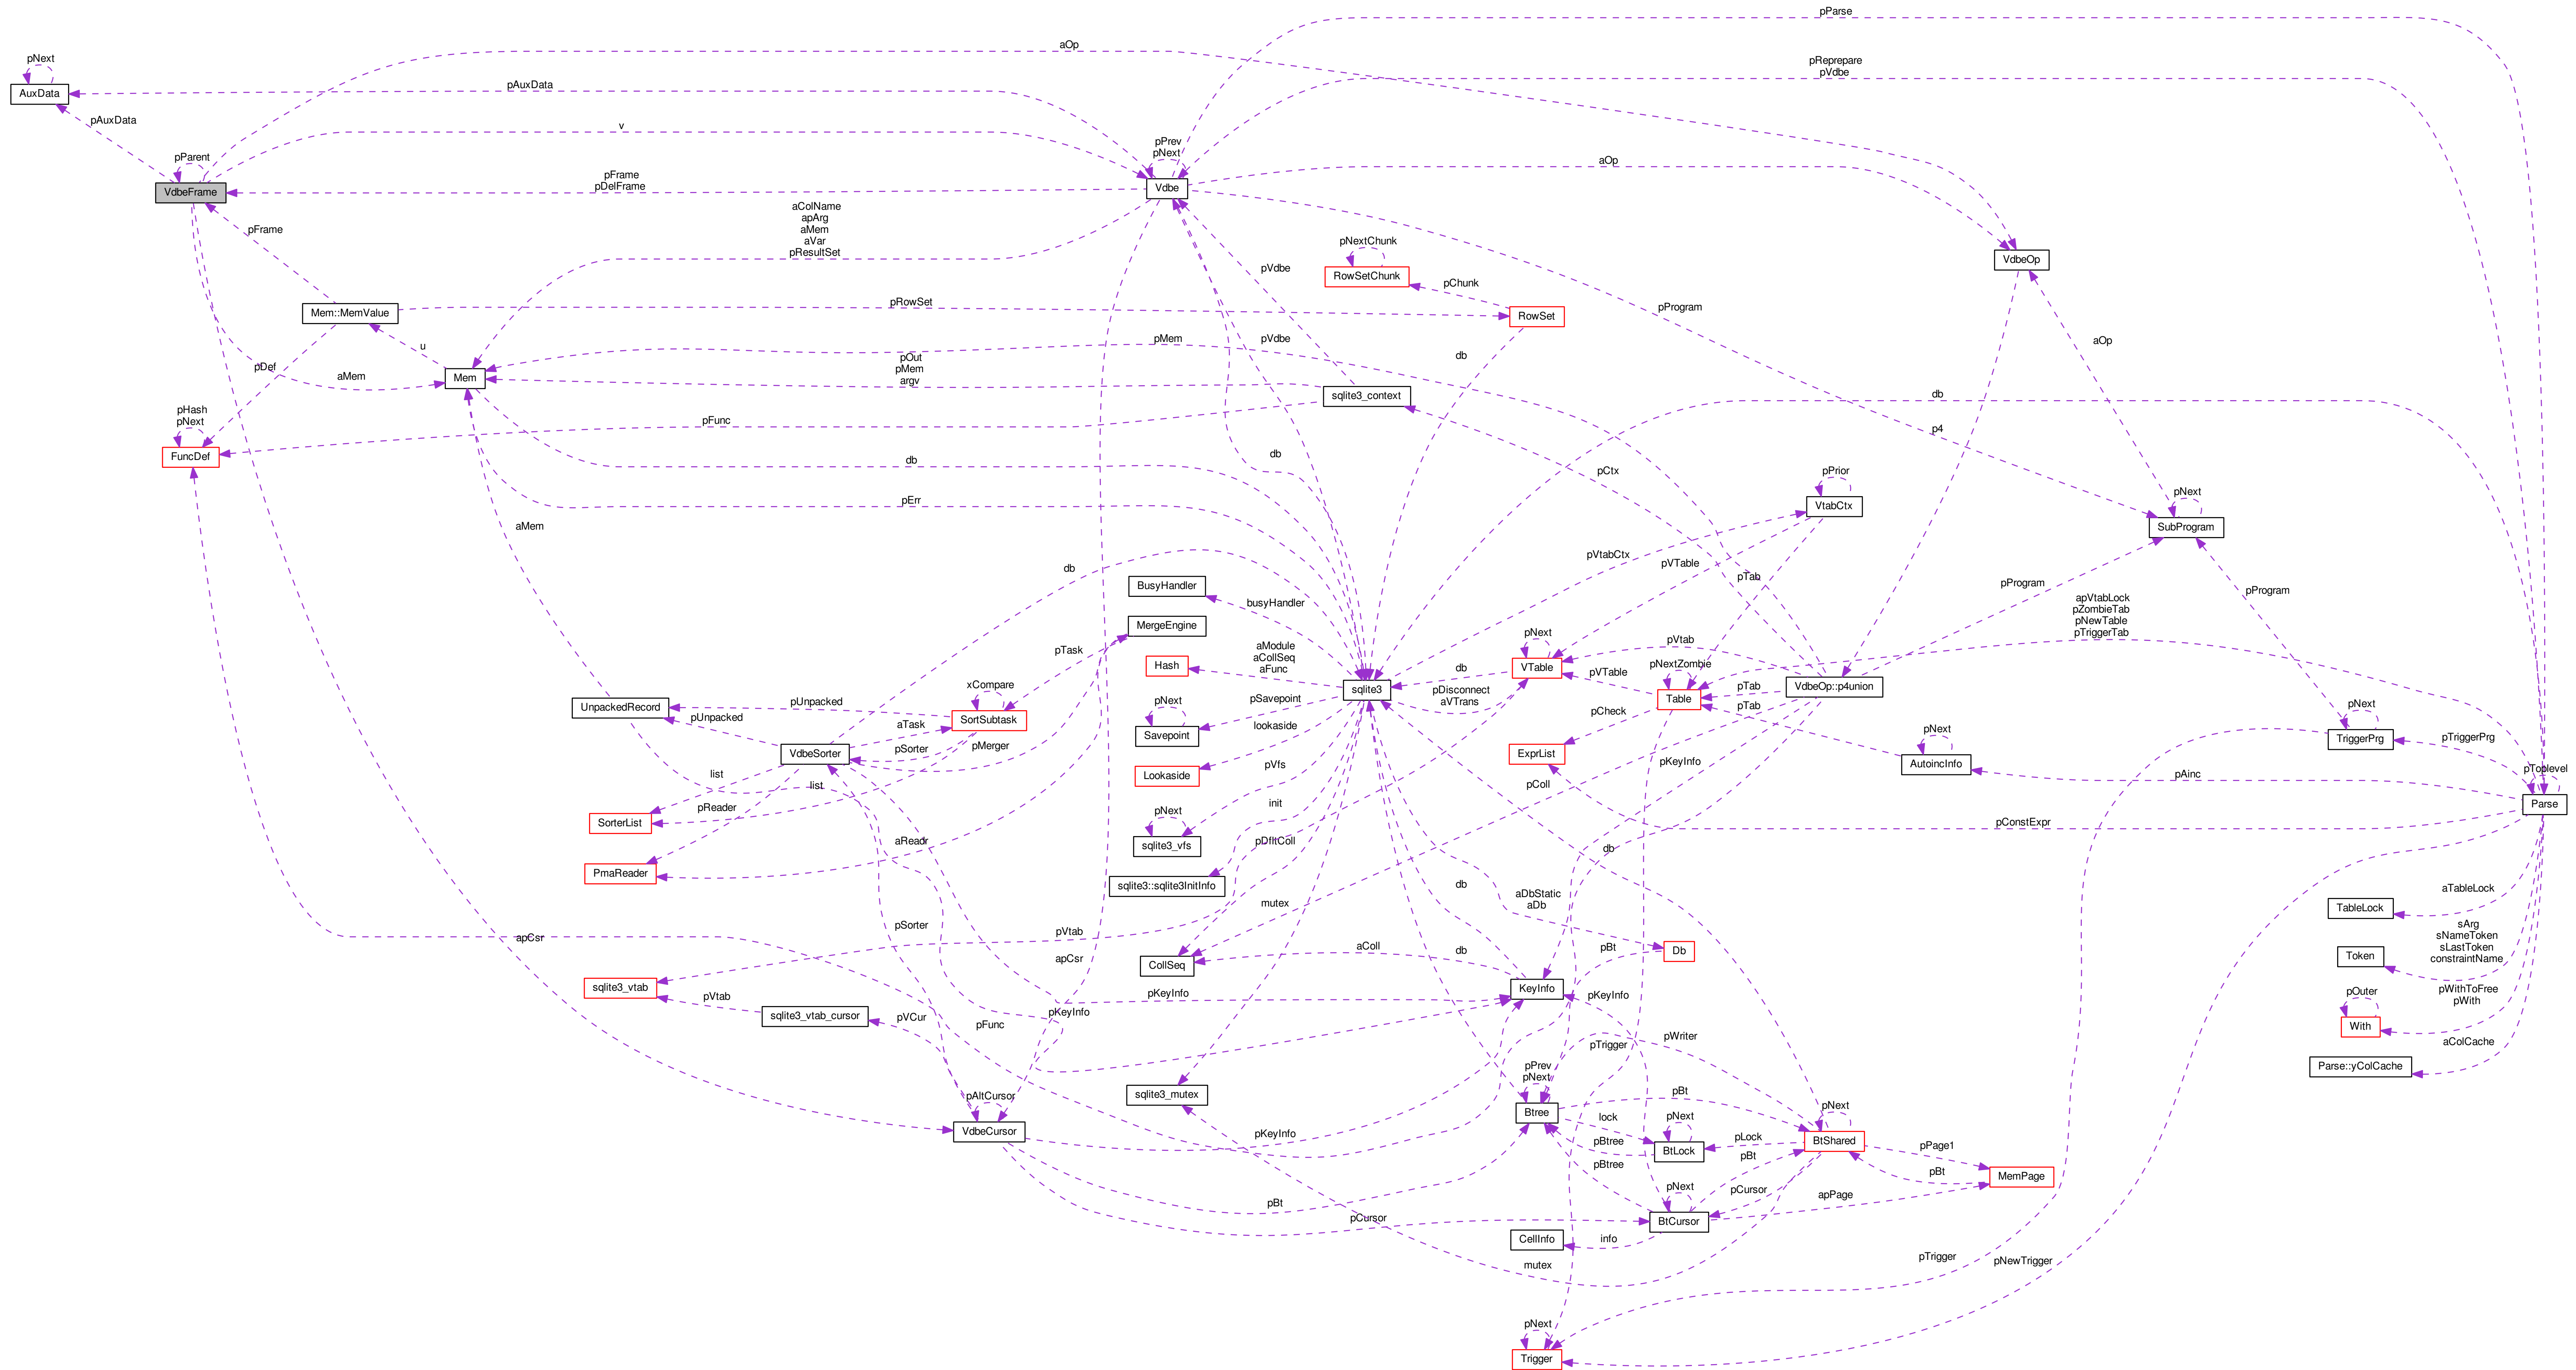 pParse
aOp
pNext
pReprepare
pVdbe
AuxData
pAuxData
pAuxData
v
pParent
pPrev
pNext
aOp
VdbeFrame
pFrame
pDelFrame
Vdbe
aColName
apArg
aMem
aVar
pResultSet
pFrame
pNextChunk
VdbeOp
pVdbe
RowSetChunk
pChunk
Mem::MemValue
pRowSet
RowSet
pProgram
u
pMem
pVdbe
aOp
pDef
aMem
Mem
pOut
pMem
argv
db
sqlite3_context
db
pHash
pNext
pFunc
p4
FuncDef
db
db
pCtx
pPrior
pErr
VtabCtx
pNext
aMem
SubProgram
pVtabCtx
pVTable
db
BusyHandler
pTab
pProgram
pProgram
busyHandler
apVtabLock
pZombieTab
pNewTable
pTriggerTab
MergeEngine
pTask
aModule
aCollSeq
aFunc
pNext
pVtab
Hash
db
VTable
pVTable
pNextZombie
xCompare
sqlite3
pDisconnect
aVTrans
pTab
VdbeOp::p4union
UnpackedRecord
pUnpacked
pSavepoint
Table
pTab
pUnpacked
aTask
SortSubtask
pNext
pCheck
pNext
lookaside
Savepoint
TriggerPrg
pTriggerPrg
VdbeSorter
pSorter
pMerger
ExprList
pNext
pKeyInfo
AutoincInfo
pVfs
Lookaside
pAinc
pToplevel
list
list
pColl
init
Parse
pReader
pNext
SorterList
pConstExpr
aReadr
sqlite3_vfs
pDfltColl
db
PmaReader
sqlite3::sqlite3InitInfo
db
aTableLock
aDbStatic
aDb
mutex
TableLock
pSorter
sArg
sNameToken
sLastToken
constraintName
apCsr
pVtab
aColl
db
pBt
Db
apCsr
CollSeq
Token
sqlite3_vtab
pVtab
KeyInfo
pWithToFree
pWith
pKeyInfo
pKeyInfo
pOuter
sqlite3_vtab_cursor
pVCur
pFunc
pKeyInfo
With
pWriter
pTrigger
aColCache
pPrev
pNext
Parse::yColCache
sqlite3_mutex
pBt
pAltCursor
Btree
lock
pNext
pNext
VdbeCursor
pKeyInfo
pLock
BtShared
pPage1
BtLock
pBtree
pBtree
pBt
pBt
MemPage
pNext
pCursor
apPage
pBt
pCursor
BtCursor
CellInfo
info
pTrigger
mutex
pNewTrigger
pNext
Trigger